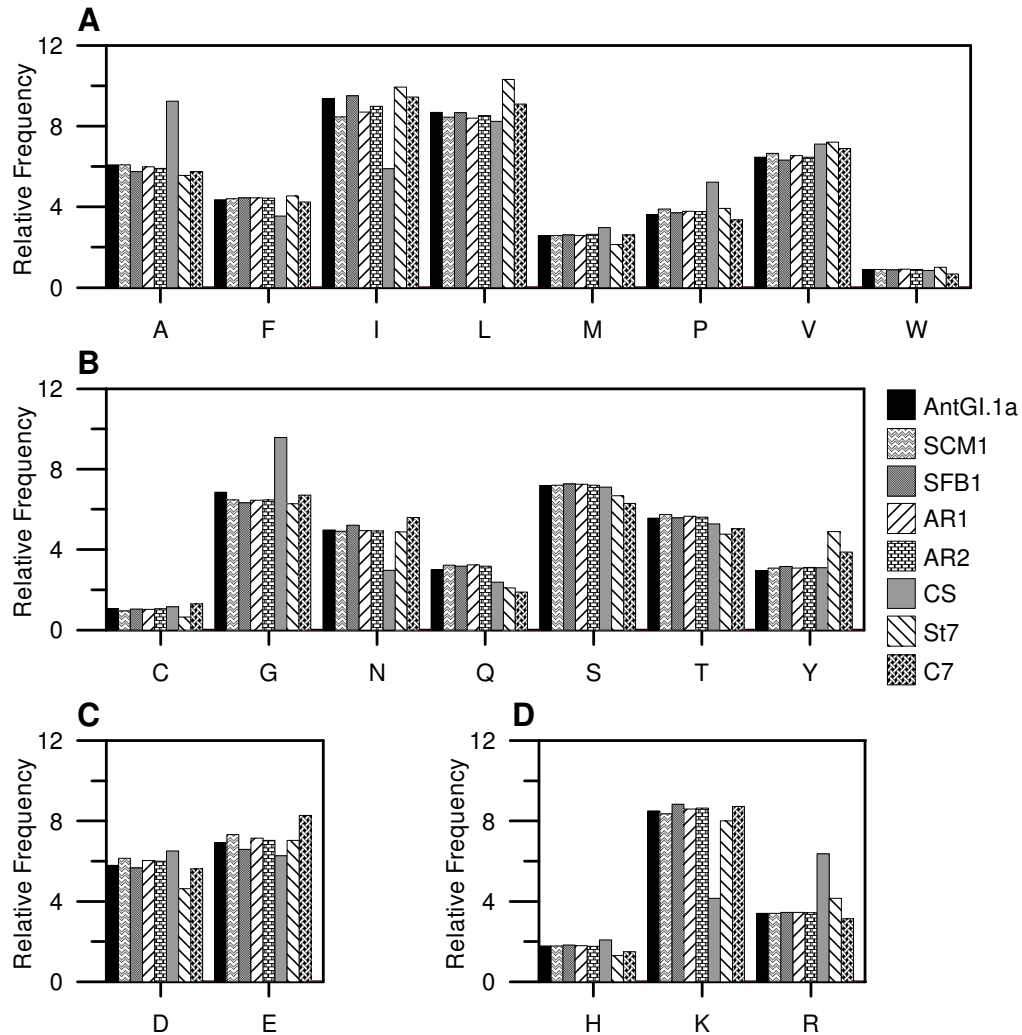 A
12
8
4
0
Relative Frequency
A F I L M P V W
B
12
8
4
0
Relative Frequency
C G N Q S T Y
AntGI.1a
SCM1
SFB1
AR1
AR2
CS
St7
C7
C
12
8
4
0
Relative Frequency
D E
D
12
8
4
0
Relative Frequency
H K R